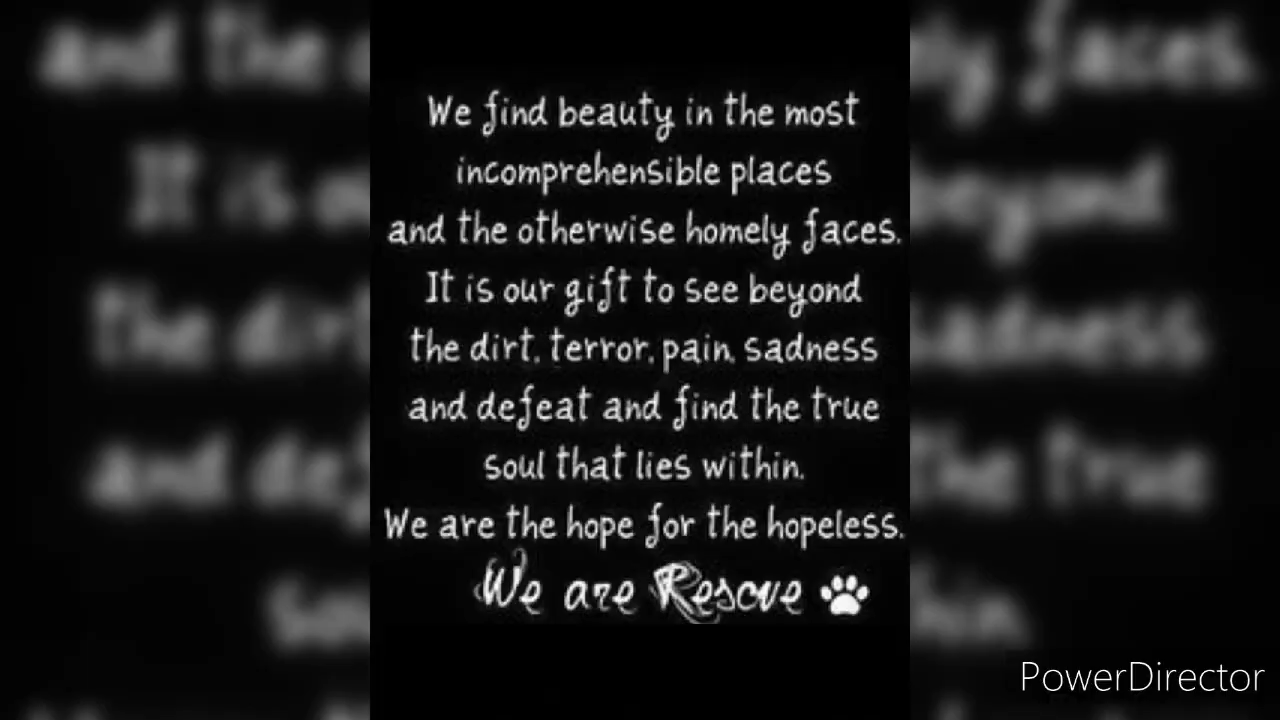 We find beauty in the most
incomprehensible places
and the otherwise homely faces.
It is our gift to see beyond
the dirt, terror, pain, sadness
and defeat and find the true
soul that lies within.
We are the hope for the hopeless.
We are Rescue
PowerDirector